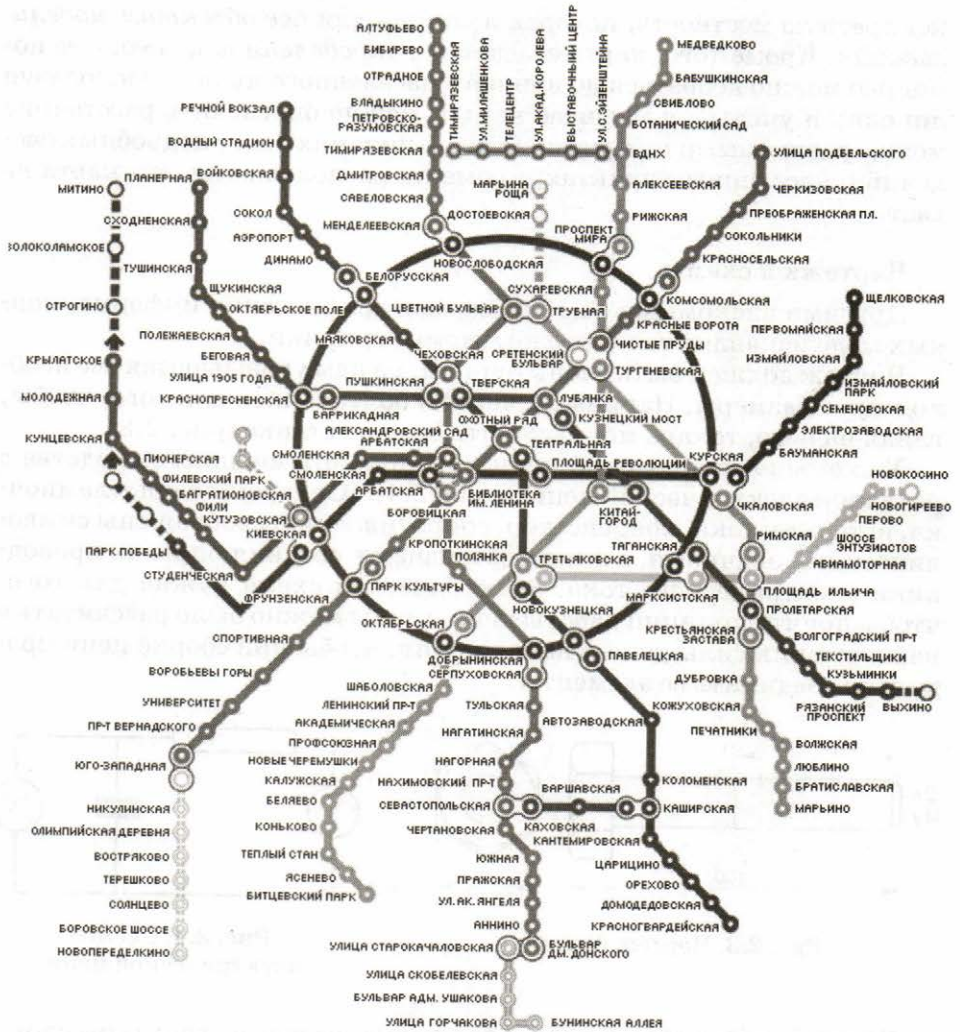 АЛТУФЬЕВО
БИБИРЕВО
ОТРАДНОЕ
ВЛАДЫКИНО
ПЕТРОВСКО-
РАЗУМОВСКАЯ
ТИМИРЯЗЕВСКАЯ
ДМИТРОВСКАЯ
САВЕЛОВСКАЯ
МЕНДЕЛЕЕВСКАЯ
ТИМИРЯЗЕВСКАЯ
УЛ.МИЛАШЕНКОВА
ТЕЛЕЦЕНТР
УЛ.АКАД.КОРОЛЕВА
ВЫСТАВОЧНЫЙ ЦЕНТР
УЛ.С.ЭЙЗЕНШТЕЙНА
МЕДВЕДКОВО
БАБУШКИНСКАЯ
СВИБЛОВО
БОТАНИЧЕСКИЙ САД
ВДНХ
АЛЕКСЕЕВСКАЯ
РИЖСКАЯ
ПРОСПЕКТ
МИРА
УЛИЦА ПОДБЕЛЬСКОГО
ЧЕРКИЗОВСКАЯ
ПРЕОБРАЖЕНСКАЯ ПЛ.
СОКОЛЬНИКИ
КРАСНОСЕЛЬСКАЯ
КОМСОМОЛЬСКАЯ
КРАСНЫЕ ВОРОТА
ЧИСТЫЕ ПРУДЫ
ТУРГЕНЕВСКАЯ
РЕЧНОЙ ВОКЗАЛ
ВОДНЫЙ СТАДИОН
ВОЙКОВСКАЯ
СОКОЛ
АЭРОПОРТ
ДИНАМО
БЕЛОРУССКАЯ
МАЯКОВСКАЯ
МИТИНО
ВОЛОКОЛАМСКОЕ
СТРОГИНО
КРЫЛАТСКОЕ
МОЛОДЕЖНАЯ
КУНЦЕВСКАЯ
ПЛАНЕРНАЯ
СХОДНЕНСКАЯ
ТУШИНСКАЯ
ЩУКИНСКАЯ
ОКТЯБРЬСКОЕ ПОЛЕ
ПОЛЕЖАЕВСКАЯ
БЕГОВАЯ
УЛИЦА 1905 ГОДА
КРАСНОПРЕСНЕНСКАЯ
БАРРИКАДНАЯ
МАРЬИНА
РОЩА
ДОСТОЕВСКАЯ
НОВОСЛОБОДСКАЯ
СУХАРЕВСКАЯ
ЦВЕТНОЙ БУЛЬВАР
ТРУБНАЯ
СРЕТЕНСКИЙ
БУЛЬВАР
ЧЕХОВСКАЯ
ПУШКИНСКАЯ
ТВЕРСКАЯ
ЛУБЯНКА
КУЗНЕЦКИЙ МОСТ
ОХОТНЫЙ РЯД
ТЕАТРАЛЬНАЯ
ПЛОЩАДЬ РЕВОЛЮЦИИ
АЛЕКСАНДРОВСКИЙ САД
АРБАТСКАЯ
СМОЛЕНСКАЯ
СМОЛЕНСКАЯ
АРБАТСКАЯ
БИБЛИОТЕКА
ИМ. ЛЕНИНА
БОРОВИЦКАЯ
КРОПОТКИНСКАЯ
ПОЛЯНКА
ЩЕЛКОВСКАЯ
ПЕРВОМАЙСКАЯ
ИЗМАЙЛОВСКАЯ
ИЗМАЙЛОВСКИЙ
ПАРК
СЕМЕНОВСКАЯ
ЭЛЕКТРОЗАВОДСКАЯ
БАУМАНСКАЯ
КУРСКАЯ
ЧКАЛОВСКАЯ
КИТАЙ-
ГОРОД
НОВОКОСИНО
НОВОГИРЕЕВО
ПЕРОВО
ШОССЕ
ЭНТУЗИАСТОВ
АВИАМОТОРНАЯ
РИМСКАЯ
ПЛОЩАДЬ ИЛЬИЧА
ТАГАНСКАЯ
МАРКСИСТСКАЯ
ПРОЛЕТАРСКАЯ
КРЕСТЬЯНСКАЯ
ЗАСТАВА
ПИОНЕРСКАЯ
ФИЛЕВСКИЙ ПАРК
БАГРАТИОНОВСКАЯ
ФИЛИ
КУТУЗОВСКАЯ
КИЕВСКАЯ
ПАРК ПОБЕДЫ
СТУДЕНЧЕСКАЯ
ФРУНЗЕНСКАЯ
ПАРК КУЛЬТУРЫ
СПОРТИВНАЯ
ВОРОБЬЕВЫ ГОРЫ
УНИВЕРСИТЕТ
ПР-Т ВЕРНАДСКОГО
ЮГО-ЗАПАДНАЯ
НИКУЛИНСКАЯ
ОЛИМПИЙСКАЯ ДЕРЕВНЯ
ВОСТРЯКОВО
ТЕРЕШКОВО
СОЛНЦЕВО
БОРОВСКОЕ ШОССЕ
НОВОПЕРЕДЕЛКИНО
ТРЕТЬЯКОВСКАЯ
НОВОКУЗНЕЦКАЯ
ОКТЯБРЬСКАЯ
ДОБРЫНИНСКАЯ
СЕРПУХОВСКАЯ
ПАВЕЛЕЦКАЯ
ШАБОЛОВСКАЯ
ЛЕНИНСКИЙ ПР-Т
АКАДЕМИЧЕСКАЯ
ПРОФСОЮЗНАЯ
НОВЫЕ ЧЕРЕМУШКИ
КАЛУЖСКАЯ
БЕЛЯЕВО
КОНЬКОВО
ТЕПЛЫЙ СТАН
ЯСЕНЕВО
БИТЦЕВСКИЙ ПАРК
ТУЛЬСКАЯ
НАГАТИНСКАЯ
НАГОРНАЯ
НАХИМОВСКИЙ ПР-Т
СЕВАСТОПОЛЬСКАЯ
ЧЕРТАНОВСКАЯ
ЮЖНАЯ
ПРАЖСКАЯ
УЛ. АК. ЯНГЕЛЯ
АННИНО
УЛИЦА СТАРОКАЧАЛОВСКАЯ
БУЛЬВАР
ДМ. ДОНСКОГО
УЛИЦА СКОБЕЛЕВСКАЯ
БУЛЬВАР АДМ. УШАКОВА
УЛИЦА ГОРЧАКОВА
БУНИНСКАЯ АЛЛЕЯ
АВТОЗАВОДСКАЯ
КОЛОМЕНСКАЯ
ВАРШАВСКАЯ
КАШИРСКАЯ
КАХОВСКАЯ
КАНТЕМИРОВСКАЯ
ЦАРИЦИНО
ОРЕХОВО
ДОМОДЕДОВСКАЯ
КРАСНОГВАРДЕЙСКАЯ
ДУБРОВКА
КОЖУХОВСКАЯ
ПЕЧАТНИКИ
ВОЛЖСКАЯ
ЛЮБЛИНО
БРАТИСЛАВСКАЯ
МАРЬИНО
ВОЛГОГРАДСКИЙ ПР-Т
ТЕКСТИЛЬЩИКИ
КУЗЬМИНКИ
РЯЗАНСКИЙ
ПРОСПЕКТ
ВЫХИНО